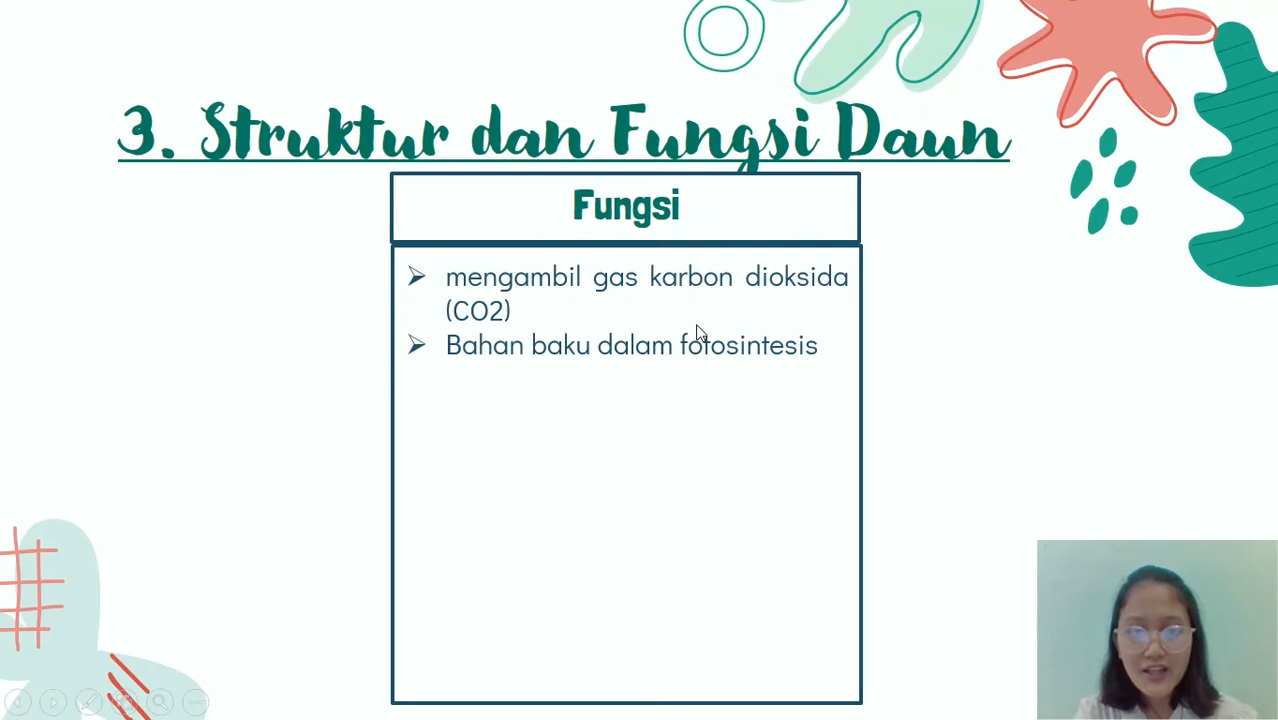 3. Struktur dan Fungsi Daun
Fungsi
➢ mengambil gas karbon dioksida
(CO2)
➢ Bahan baku dalam fotosintesis